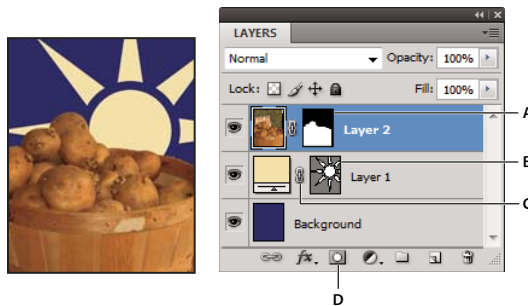 LAYERS
Normal Opacity: 100%
Lock: Fill: 100%
Layer 2
A
B
Layer 1
C
Background
fx.
D